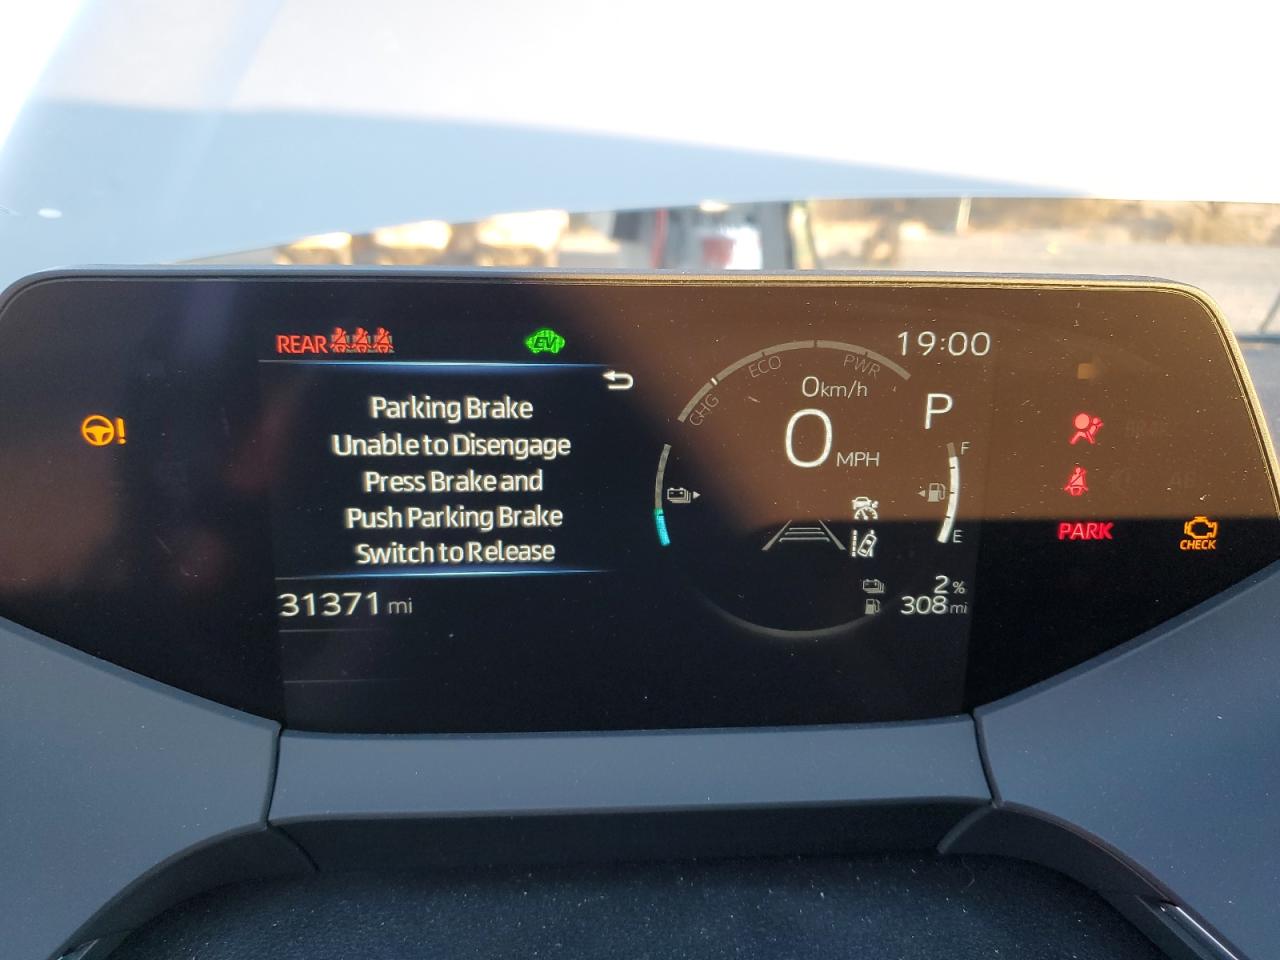 REAR
EV
19:00
ECO
PWR
CHG
0km/h
0 MPH
P
F
E
Parking Brake
Unable to Disengage
Press Brake and
Push Parking Brake
Switch to Release
PARK
CHECK
2%
308mi
31371 mi